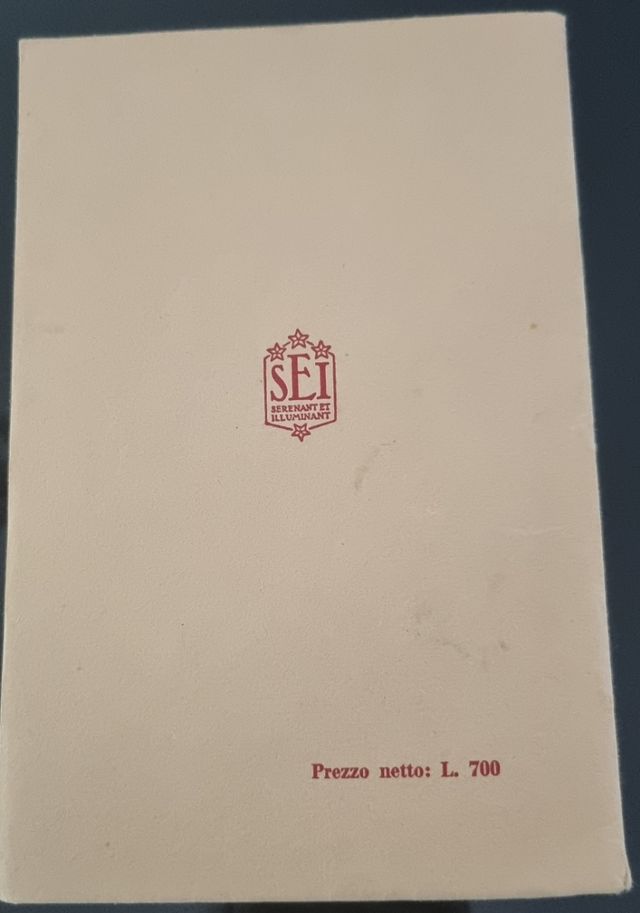 SEI
SERENANT ET
ILLUMINANT
Prezzo netto: L. 700